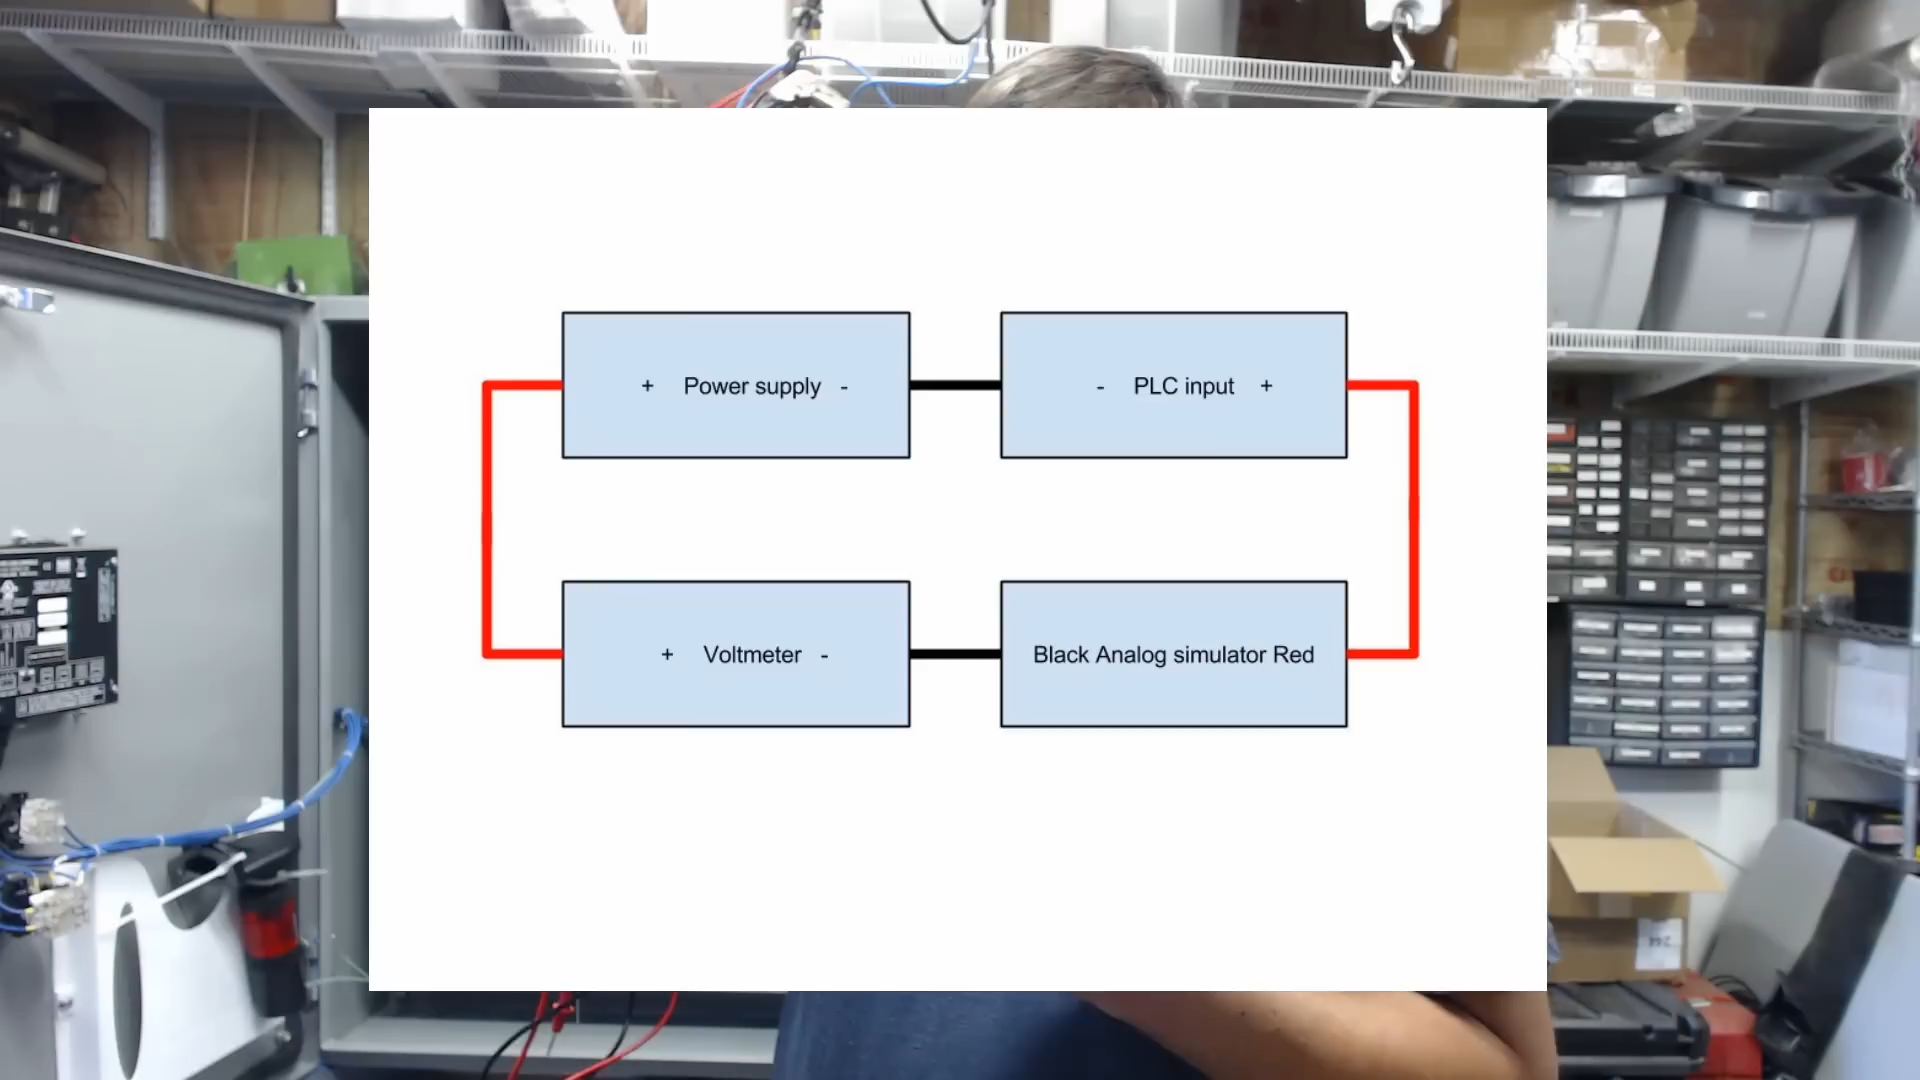 + Power supply -
- PLC input +
+ Voltmeter -
Black Analog simulator Red